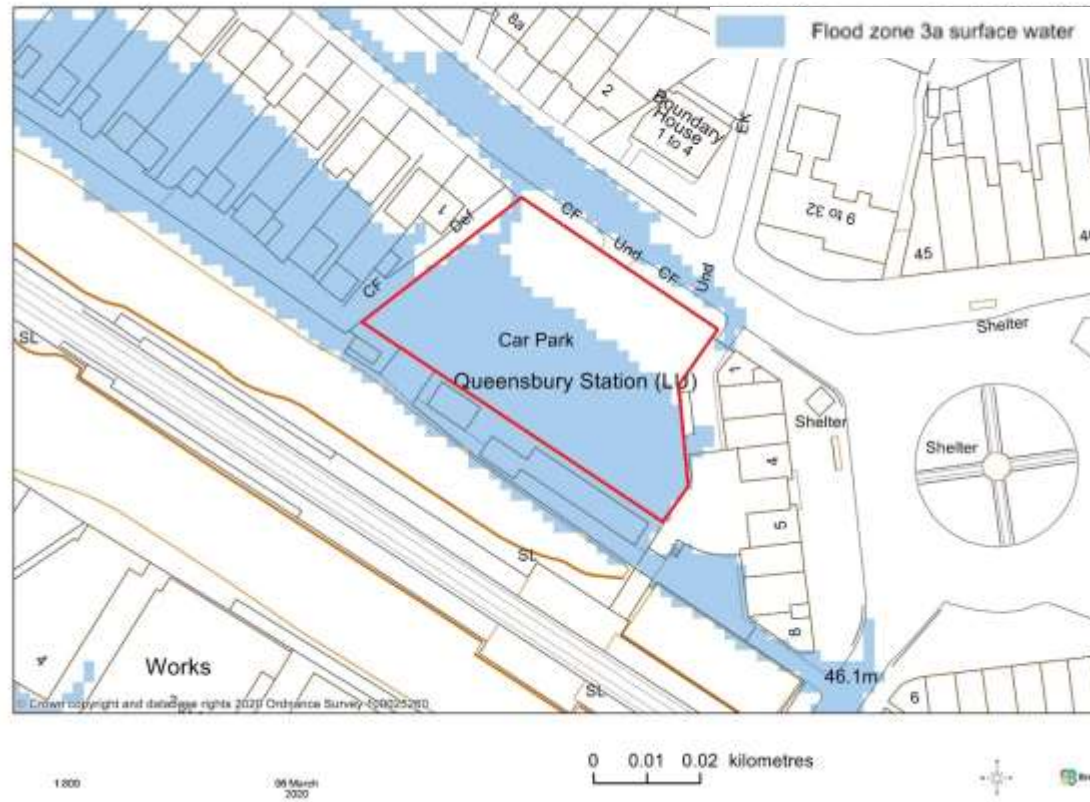 Flood zone 3a surface water
8a
2
Boundary
House
1 to 4
EK
9 to 32
45
1
Def
CF
CF
Und
CF
Und
Shelter
SL
Car Park
Queensbury Station (LU)
1
Shelter
Shelter
4
5
SL
8
46.1m
4
Works
SL
6
© Crown copyright and database rights 2020 Ordnance Survey 100025260
0 0.01 0.02 kilometres
1:800
06 March
2020